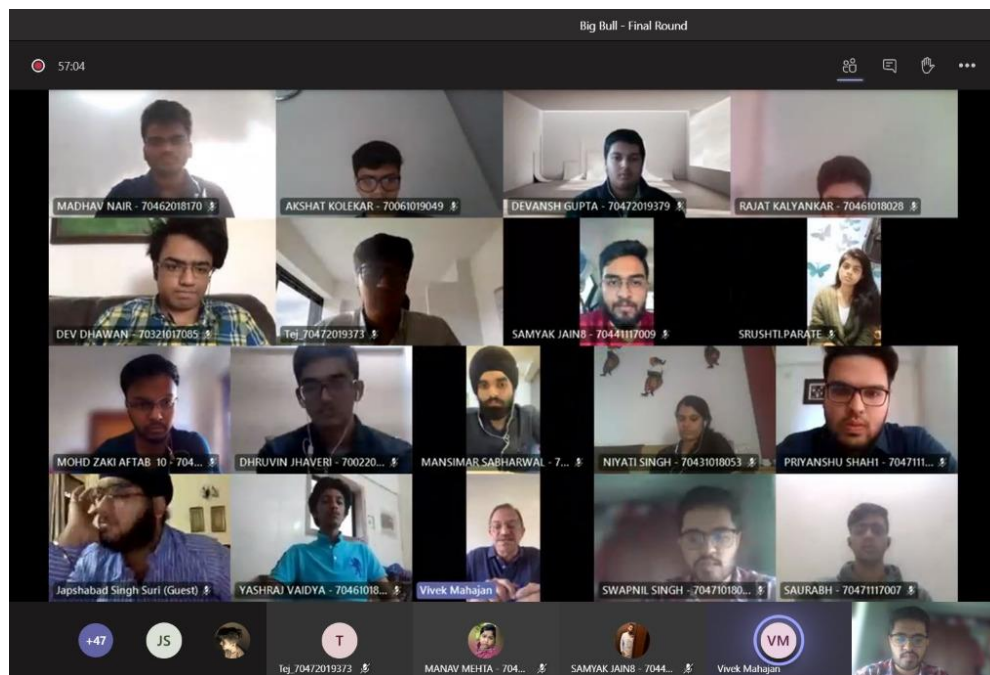 Big Bull - Final Round
57:04
MADHAV NAIR - 70462018170
AKSHAT KOLEKAR - 70061019049
DEVANSH GUPTA - 70472019379
RAJAT KALYANKAR - 70461018028
DEV DHAWAN - 70321017085
Tej_70472019373
SAMYAK JAIN8 - 70441117009
SRUSHTI.PARATE
MOHD ZAKI AFTAB_10 - 704...
DHRUVIN JHAVERI - 700220...
MANSIMAR SABHARWAL - 7...
NIYATI SINGH - 70431018053
PRIYANSHU SHAH1 - 7047111...
Japshabad Singh Suri (Guest)
YASHRAJ VAIDYA - 70461018...
Vivek Mahajan
SWAPNIL SINGH - 704710180...
SAURABH - 70471117007
+47
JS
T
Tej_70472019373
MANAV MEHTA - 704...
SAMYAK JAIN8 - 7044...
VM
Vivek Mahajan